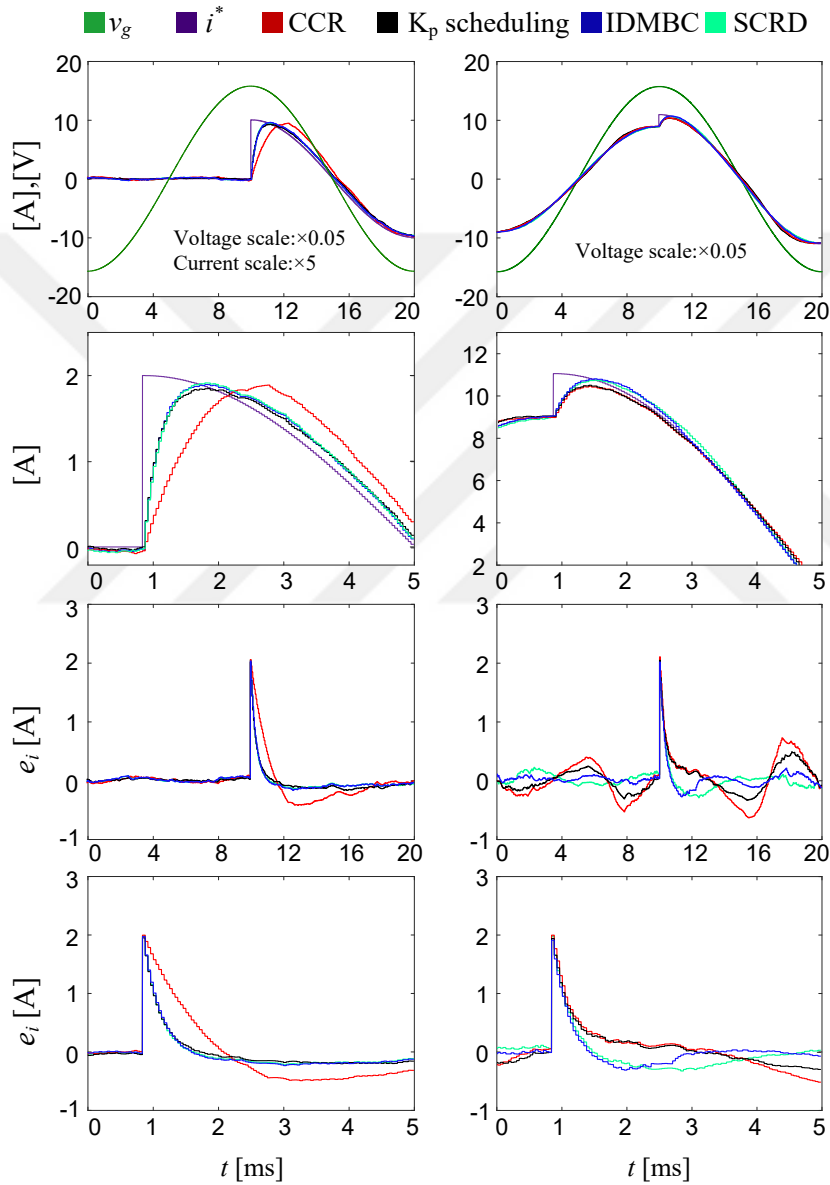 v_g i* CCR K_p scheduling IDMBC SCRD
20 20
10 10
[A],[V]
0 0
-10 -10
Voltage scale:×0.05 Voltage scale:×0.05
Current scale:×5
-20 -20
0 4 8 12 16 20 0 4 8 12 16 20
12
2 10
[A]
1 8
6
4
0 2
0 1 2 3 4 5 0 1 2 3 4 5
3 3
2 2
e_i [A]
1 1
0 0
-1 -1
0 4 8 12 16 20 0 4 8 12 16 20
3 3
2 2
e_i [A]
1 1
0 0
-1 -1
0 1 2 3 4 5 0 1 2 3 4 5
t [ms] t [ms]